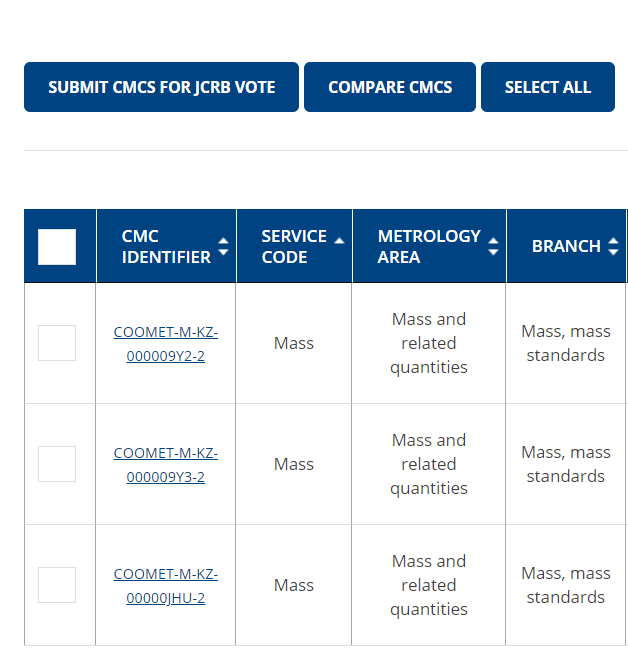 SUBMIT CMCS FOR JCRB VOTE
COMPARE CMCS
SELECT ALL
CMC
IDENTIFIER
SERVICE
CODE
METROLOGY
AREA
BRANCH
COOMET-M-KZ-
000009Y2-2
Mass
Mass and
related
quantities
Mass, mass
standards
COOMET-M-KZ-
000009Y3-2
Mass
Mass and
related
quantities
Mass, mass
standards
COOMET-M-KZ-
00000JHU-2
Mass
Mass and
related
quantities
Mass, mass
standards